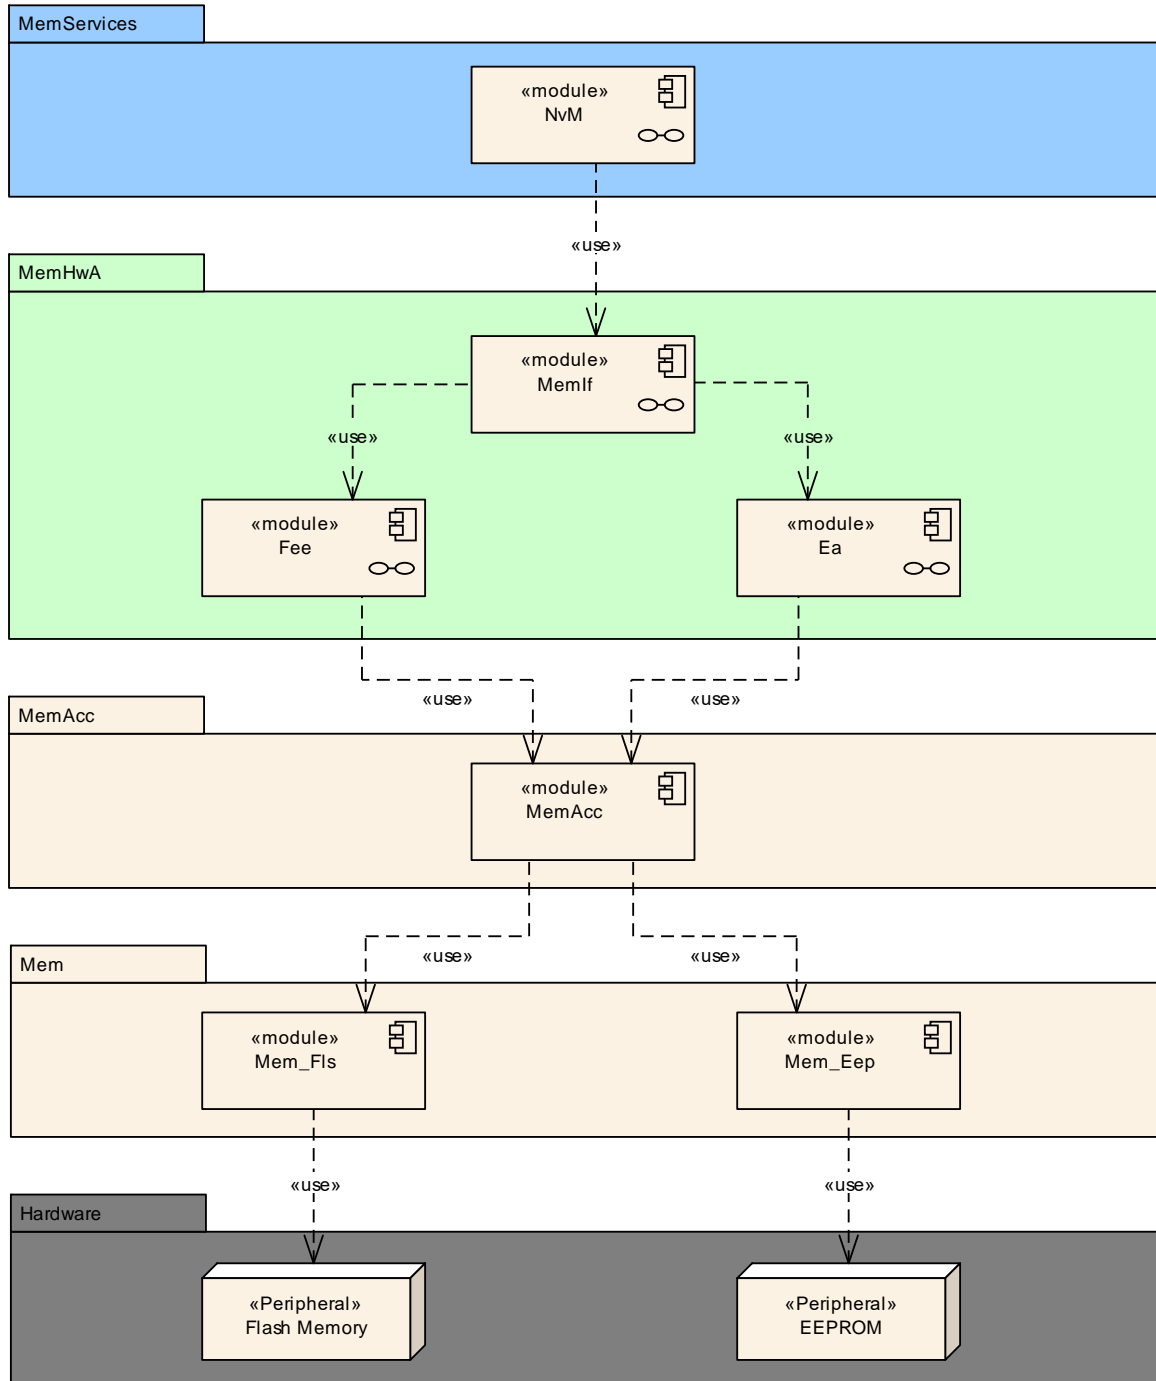 MemServices
«module»
NvM
«use»
MemHwA
«module»
MemIf
«use»
«use»
«module»
Fee
«module»
Ea
«use»
«use»
MemAcc
«module»
MemAcc
«use»
«use»
Mem
«module»
Mem_Fls
«module»
Mem_Eep
«use»
«use»
Hardware
«Peripheral»
Flash Memory
«Peripheral»
EEPROM